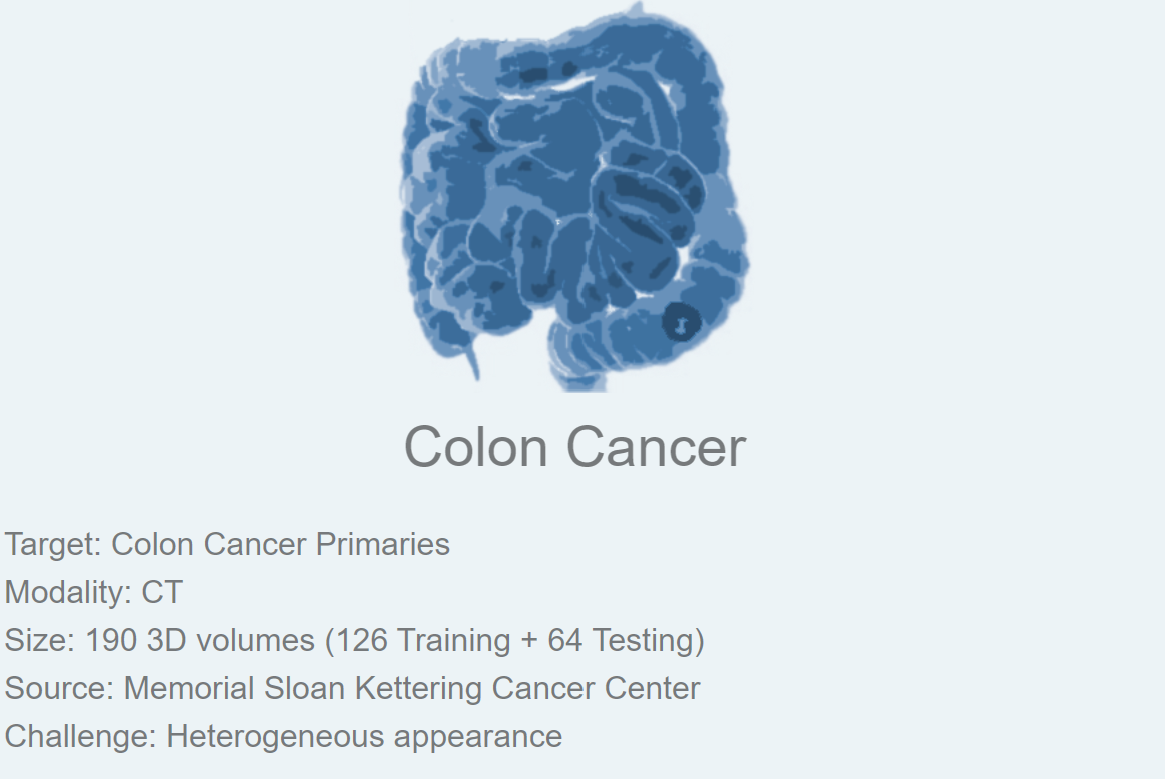 Colon Cancer
Target: Colon Cancer Primaries
Modality: CT
Size: 190 3D volumes (126 Training + 64 Testing)
Source: Memorial Sloan Kettering Cancer Center
Challenge: Heterogeneous appearance